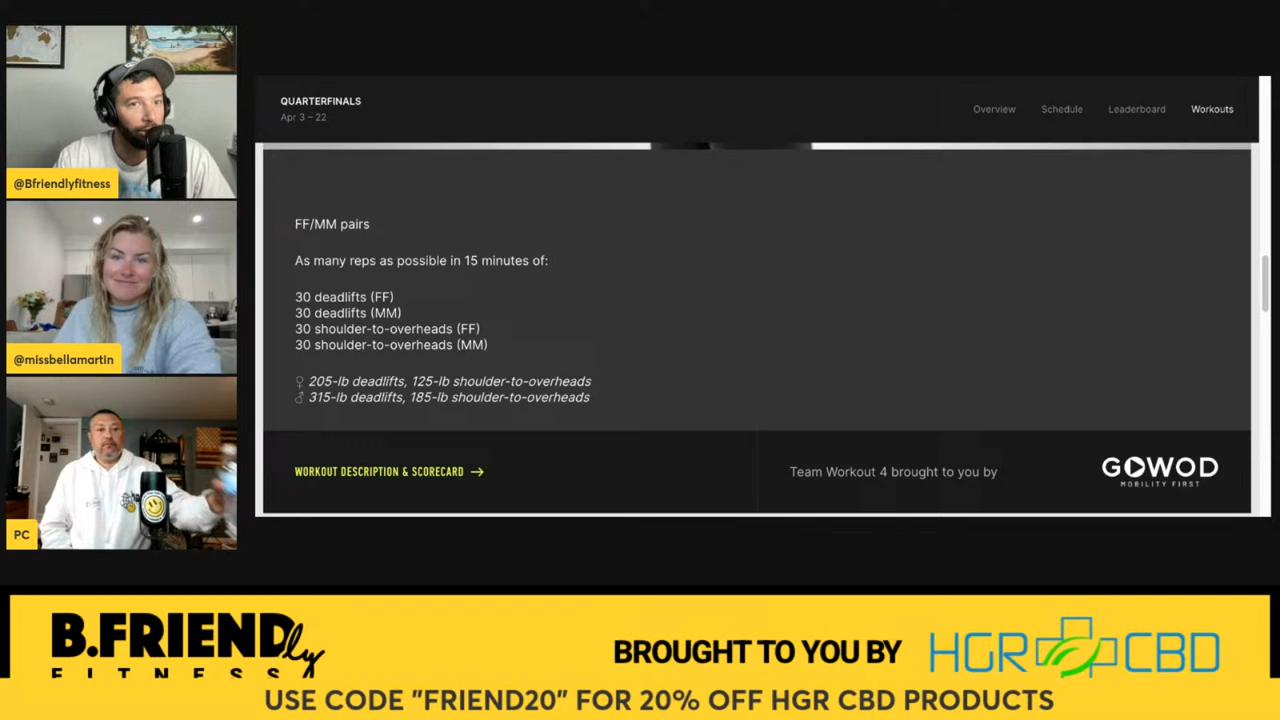 @Bfriendlyfitness
@missbellamartin
PC
QUARTERFINALS
Apr 3 – 22
Overview
Schedule
Leaderboard
Workouts
FF/MM pairs
As many reps as possible in 15 minutes of:
30 deadlifts (FF)
30 deadlifts (MM)
30 shoulder-to-overheads (FF)
30 shoulder-to-overheads (MM)
♀ 205-lb deadlifts, 125-lb shoulder-to-overheads
♂ 315-lb deadlifts, 185-lb shoulder-to-overheads
WORKOUT DESCRIPTION & SCORECARD →
Team Workout 4 brought to you by
GOWOD
MOBILITY FIRST
B.FRIENDly
FITNESS
BROUGHT TO YOU BY
HGR CBD
USE CODE "FRIEND20" FOR 20% OFF HGR CBD PRODUCTS